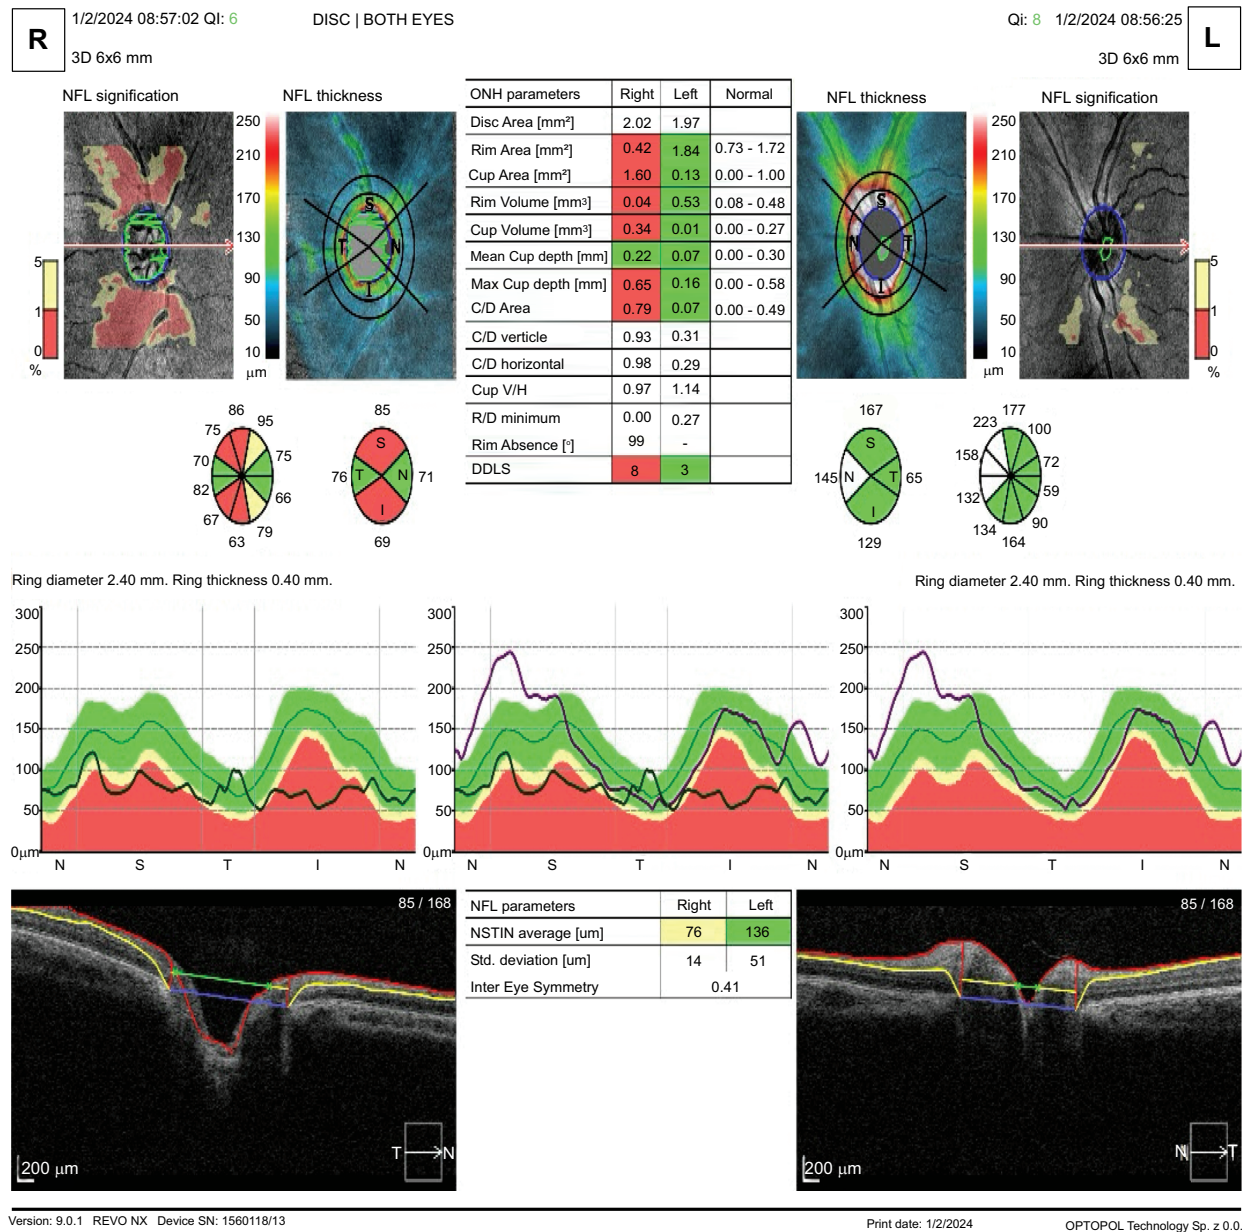 R
1/2/2024 08:57:02 QI: 6
DISC | BOTH EYES
Qi: 8 1/2/2024 08:56:25
L
3D 6x6 mm
3D 6x6 mm
NFL signification
NFL thickness
250
210
170
130
90
50
10
μm
5
1
0
%
S
T N
I
ONH parameters Right Left Normal
Disc Area [mm²] 2.02 1.97
Rim Area [mm²] 0.42 1.84 0.73 - 1.72
Cup Area [mm²] 1.60 0.13 0.00 - 1.00
Rim Volume [mm³] 0.04 0.53 0.08 - 0.48
Cup Volume [mm³] 0.34 0.01 0.00 - 0.27
Mean Cup depth [mm] 0.22 0.07 0.00 - 0.30
Max Cup depth [mm] 0.65 0.16 0.00 - 0.58
C/D Area 0.79 0.07 0.00 - 0.49
C/D verticle 0.93 0.31
C/D horizontal 0.98 0.29
Cup V/H 0.97 1.14
R/D minimum 0.00 0.27
Rim Absence [°] 99 -
DDLS 8 3
NFL thickness
NFL signification
250
210
170
130
90
50
10
μm
S
N T
I
5
1
0
%
86
75 95
70 75
82 66
67 79
63
85
S
76 T N 71
I
69
167
S
145 N T 65
I
129
177
223 100
158 72
132 59
134 90
164
Ring diameter 2.40 mm. Ring thickness 0.40 mm.
Ring diameter 2.40 mm. Ring thickness 0.40 mm.
300
250
200
150
100
50
0μm
N S T I N
300
250
200
150
100
50
0μm
N S T I N
300
250
200
150
100
50
0μm
N S T I N
85 / 168
T N
200 μm
NFL parameters Right Left
NSTIN average [um] 76 136
Std. deviation [um] 14 51
Inter Eye Symmetry 0.41
85 / 168
N T
200 μm
Version: 9.0.1 REVO NX Device SN: 1560118/13
Print date: 1/2/2024
OPTOPOL Technology Sp. z 0.0.